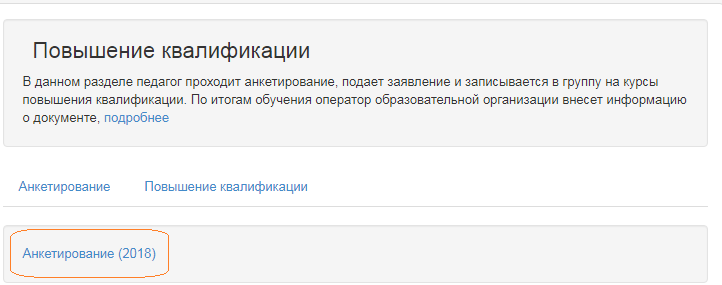 Повышение квалификации
В данном разделе педагог проходит анкетирование, подает заявление и записывается в группу на курсы
повышения квалификации. По итогам обучения оператор образовательной организации внесет информацию
о документе, подробнее
Анкетирование Повышение квалификации
Анкетирование (2018)